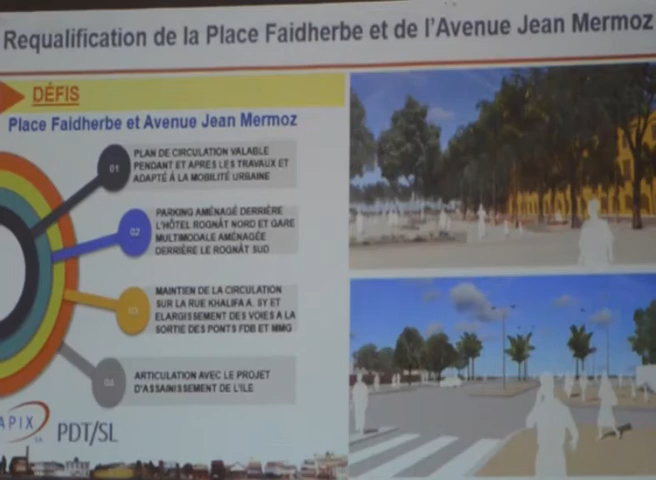 Requalification de la Place Faidherbe et de l'Avenue Jean Mermoz
DÉFIS
Place Faidherbe et Avenue Jean Mermoz
01
PLAN DE CIRCULATION VALABLE
PENDANT ET APRES LES TRAVAUX ET
ADAPTÉ À LA MOBILITÉ URBAINE
02
PARKING AMÉNAGÉ DERRIÈRE
L'HÔTEL ROGNÂT NORD ET GARE
MULTIMODALE AMÉNAGÉE
DERRIÈRE LE ROGNÂT SUD
03
MAINTIEN DE LA CIRCULATION
SUR LA RUE KHALIFA A. SY ET
ELARGISSEMENT DES VOIES A LA
SORTIE DES PONTS FDB ET MMG
04
ARTICULATION AVEC LE PROJET
D'ASSAINISSEMENT DE L'ILE
APIX
PDT/SL